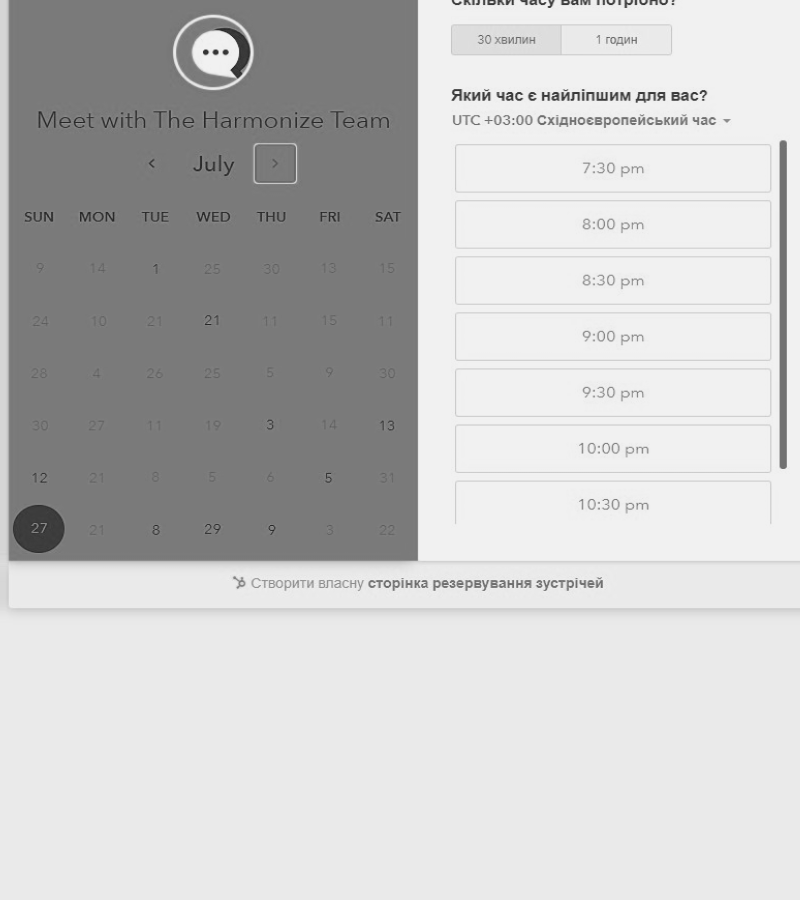 Скільки часу вам потрібно?
30 хвилин 1 годин
Meet with The Harmonize Team
July
SUN MON TUE WED THU FRI SAT
9 14 1 25 30 13 15
24 10 21 21 11 15 11
28 4 26 25 5 9 30
30 27 11 19 3 14 13
12 21 8 5 6 5 31
27 21 8 29 9 3 22
Який час є найліпшим для вас?
UTC +03:00 Східноєвропейський час
7:30 pm
8:00 pm
8:30 pm
9:00 pm
9:30 pm
10:00 pm
10:30 pm
Створити власну сторінка резервування зустрічей